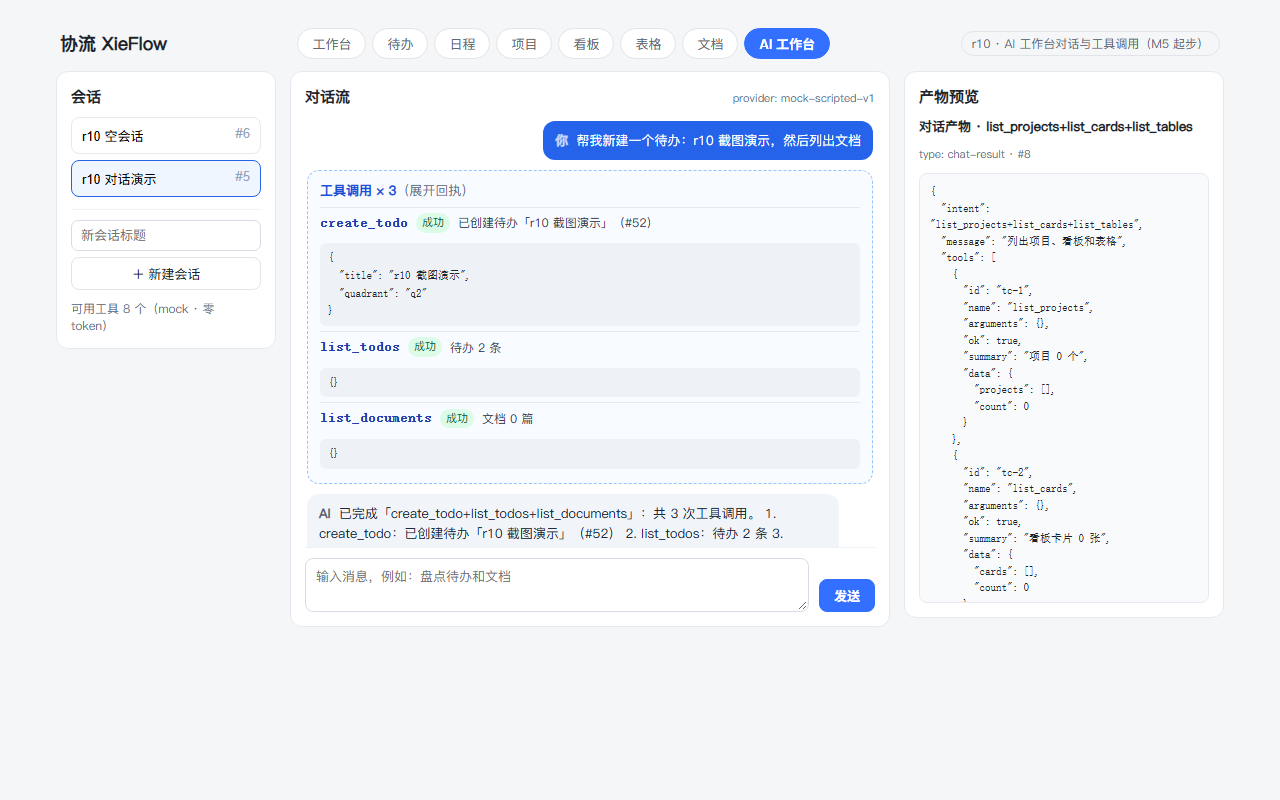 协流 XieFlow
工作台
待办
日程
项目
看板
表格
文档
AI 工作台
r10 · AI 工作台对话与工具调用（M5 起步）
会话
r10 空会话 #6
r10 对话演示 #5
新会话标题
＋ 新建会话
可用工具 8 个（mock · 零
token）
对话流
provider: mock-scripted-v1
你 帮我新建一个待办：r10 截图演示，然后列出文档
工具调用 × 3（展开回执）
create_todo 成功 已创建待办「r10 截图演示」（#52）
{
"title": "r10 截图演示",
"quadrant": "q2"
}
list_todos 成功 待办 2 条
{}
list_documents 成功 文档 0 篇
{}
AI 已完成「create_todo+list_todos+list_documents」：共 3 次工具调用。 1.
create_todo：已创建待办「r10 截图演示」（#52） 2. list_todos：待办 2 条 3.
输入消息，例如：盘点待办和文档
发送
产物预览
对话产物 · list_projects+list_cards+list_tables
type: chat-result · #8
{
"intent":
"list_projects+list_cards+list_tables",
"message": "列出项目、看板和表格",
"tools": [
{
"id": "tc-1",
"name": "list_projects",
"arguments": {},
"ok": true,
"summary": "项目 0 个",
"data": {
"projects": [],
"count": 0
}
},
{
"id": "tc-2",
"name": "list_cards",
"arguments": {},
"ok": true,
"summary": "看板卡片 0 张",
"data": {
"cards": [],
"count": 0